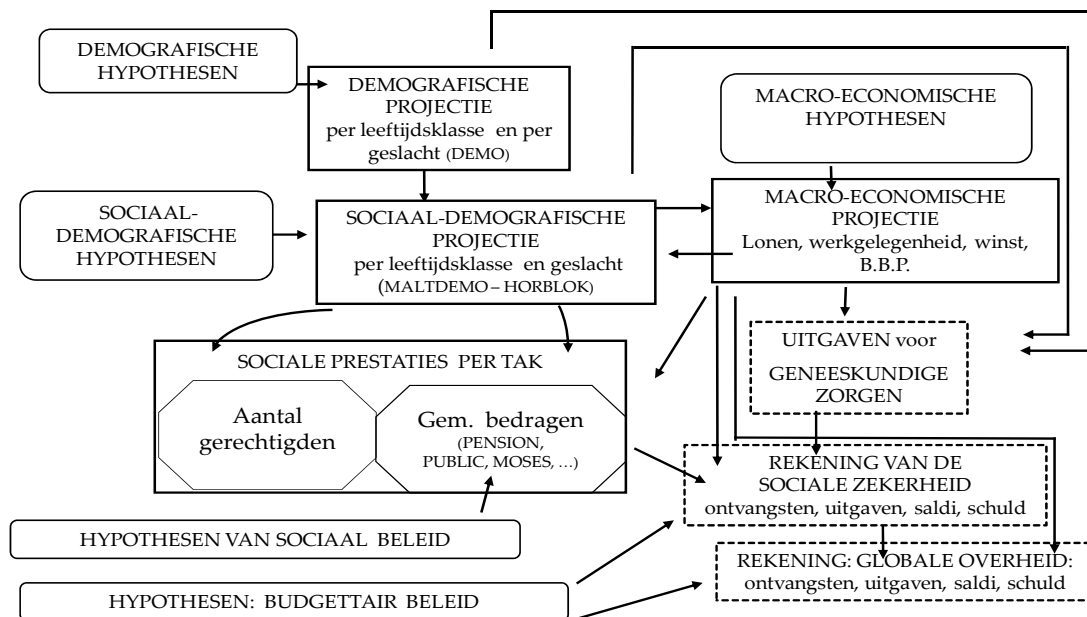 DEMOGRAFISCHE
HYPOTHESEN
DEMOGRAFISCHE
PROJECTIE
per leeftijdsklasse en per
geslacht (DEMO)
MACRO-ECONOMISCHE
HYPOTHESEN
SOCIAAL-
DEMOGRAFISCHE
HYPOTHESEN
SOCIAAL-DEMOGRAFISCHE
PROJECTIE
per leeftijdsklasse en geslacht
(MALTDEMO – HORBLOK)
MACRO-ECONOMISCHE
PROJECTIE
Lonen, werkgelegenheid, winst,
B.B.P.
SOCIALE PRESTATIES PER TAK
Aantal
gerechtigden
Gem. bedragen
(PENSION,
PUBLIC, MOSES, …)
UITGAVEN voor
GENEESKUNDIGE
ZORGEN
REKENING VAN DE
SOCIALE ZEKERHEID
ontvangsten, uitgaven, saldi, schuld
HYPOTHESEN VAN SOCIAAL BELEID
REKENING: GLOBALE OVERHEID:
ontvangsten, uitgaven, saldi, schuld
HYPOTHESEN: BUDGETTAIR BELEID